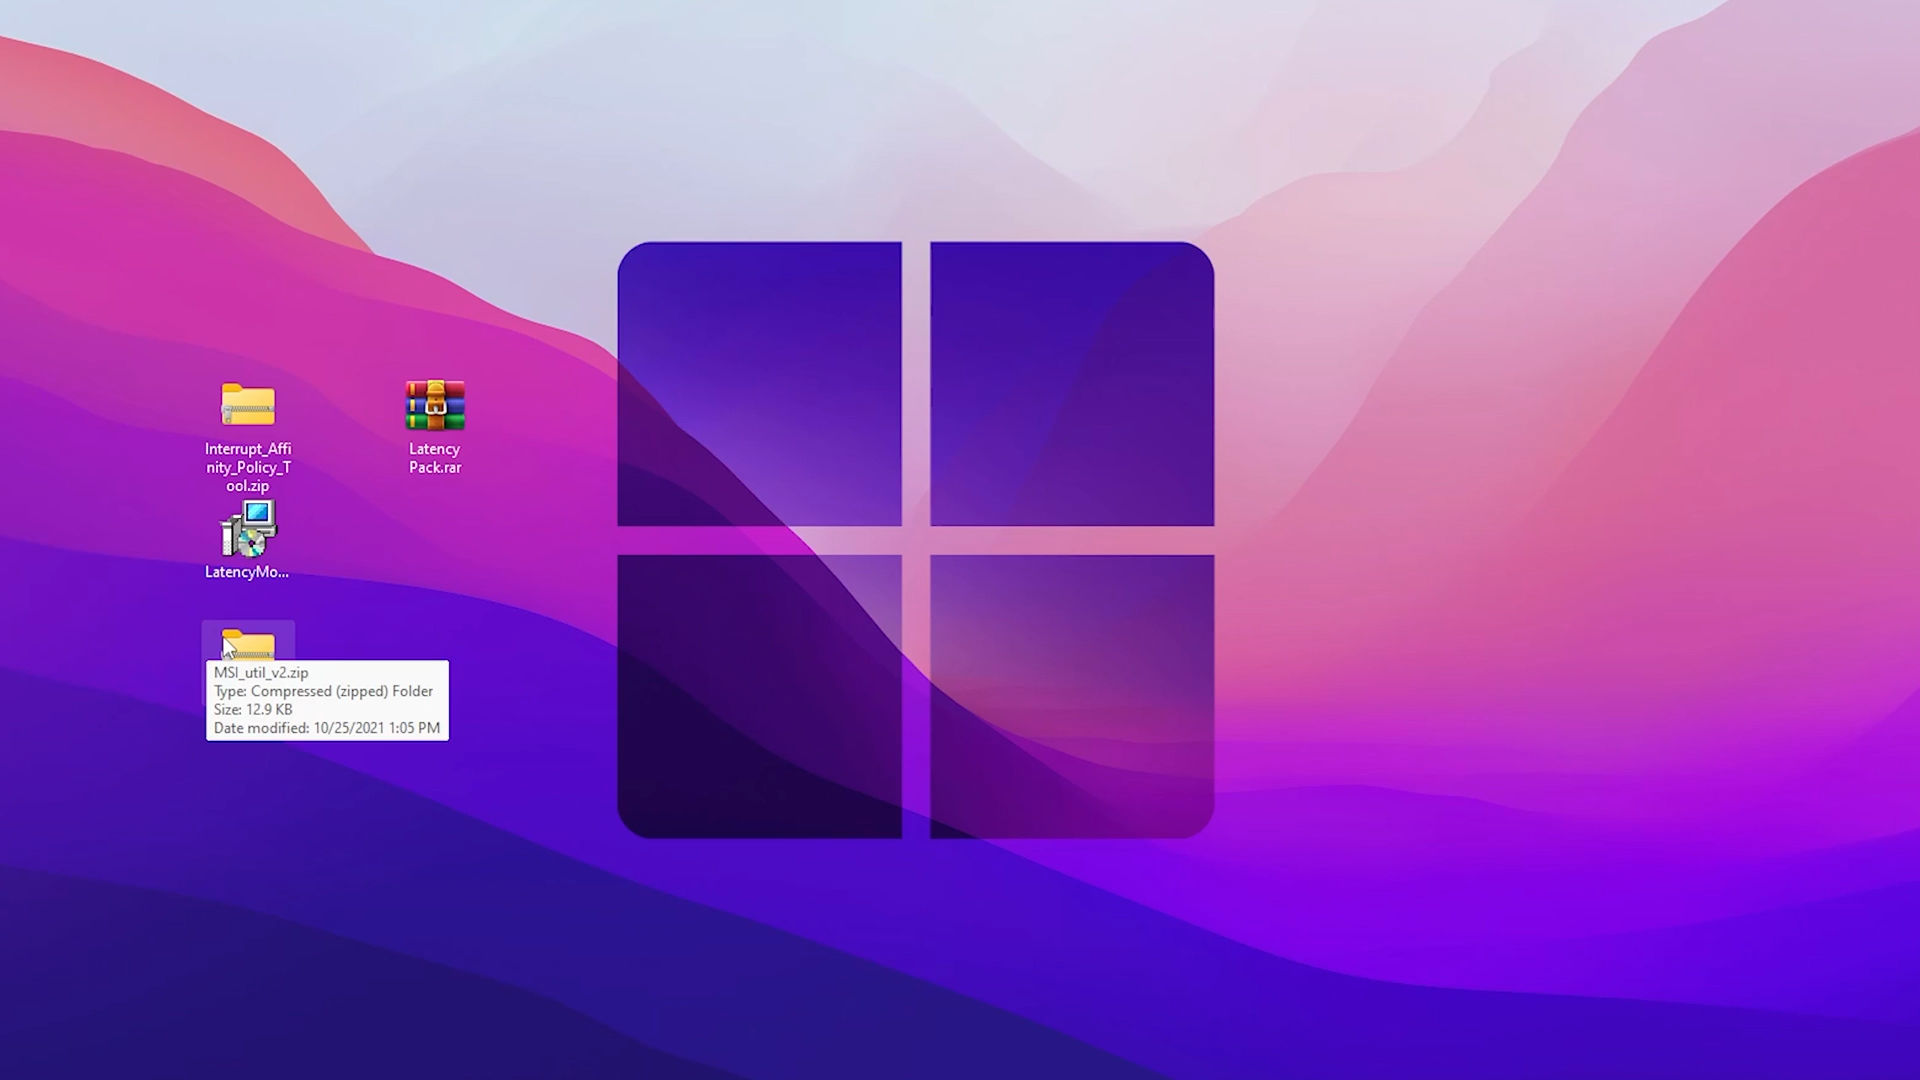 Interrupt_Affi
nity_Policy_T
ool.zip
Latency
Pack.rar
LatencyMo...
MSI_util_v2.zip
Type: Compressed (zipped) Folder
Size: 12.9 KB
Date modified: 10/25/2021 1:05 PM